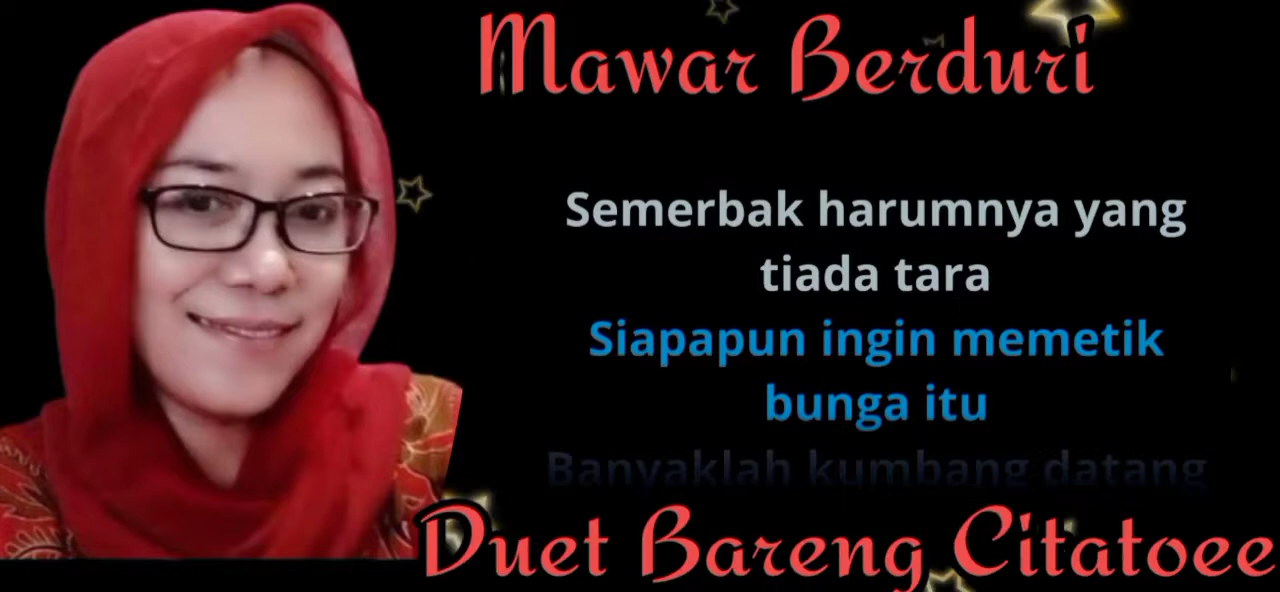 Mawar Berduri
Semerbak harumnya yang
tiada tara
Siapapun ingin memetik
bunga itu
Banyaklah kumbang datang
Duet Bareng Citatoee